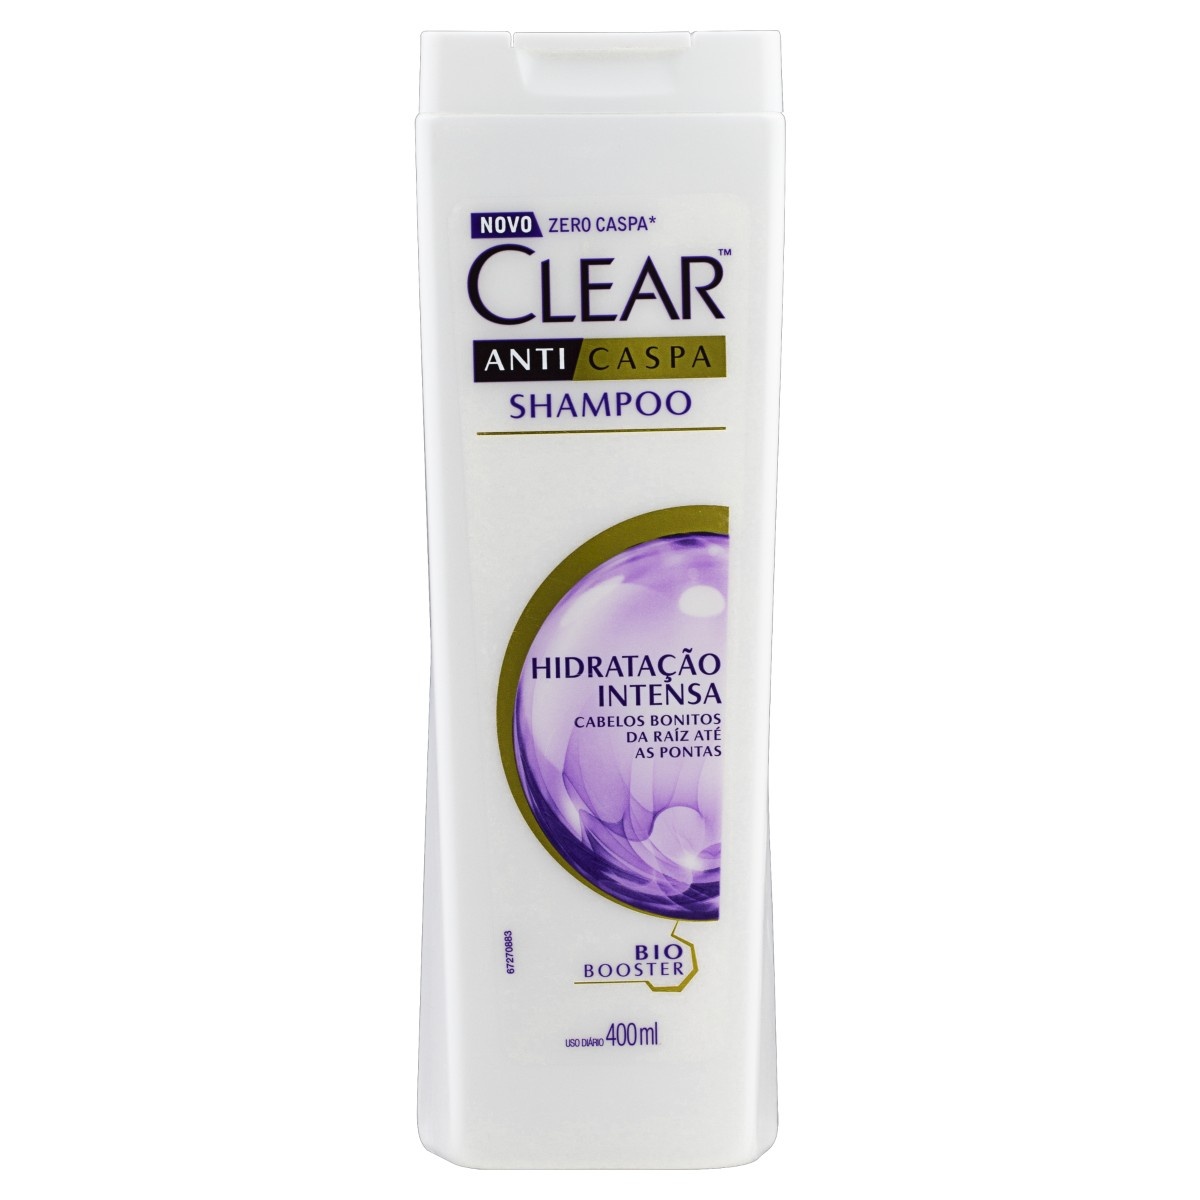 NOVO ZERO CASPA*
CLEAR™
ANTI CASPA
SHAMPOO
HIDRATAÇÃO
INTENSA
CABELOS BONITOS
DA RAÍZ ATÉ
AS PONTAS
67270883
BIO
BOOSTER
USO DIÁRIO 400ml